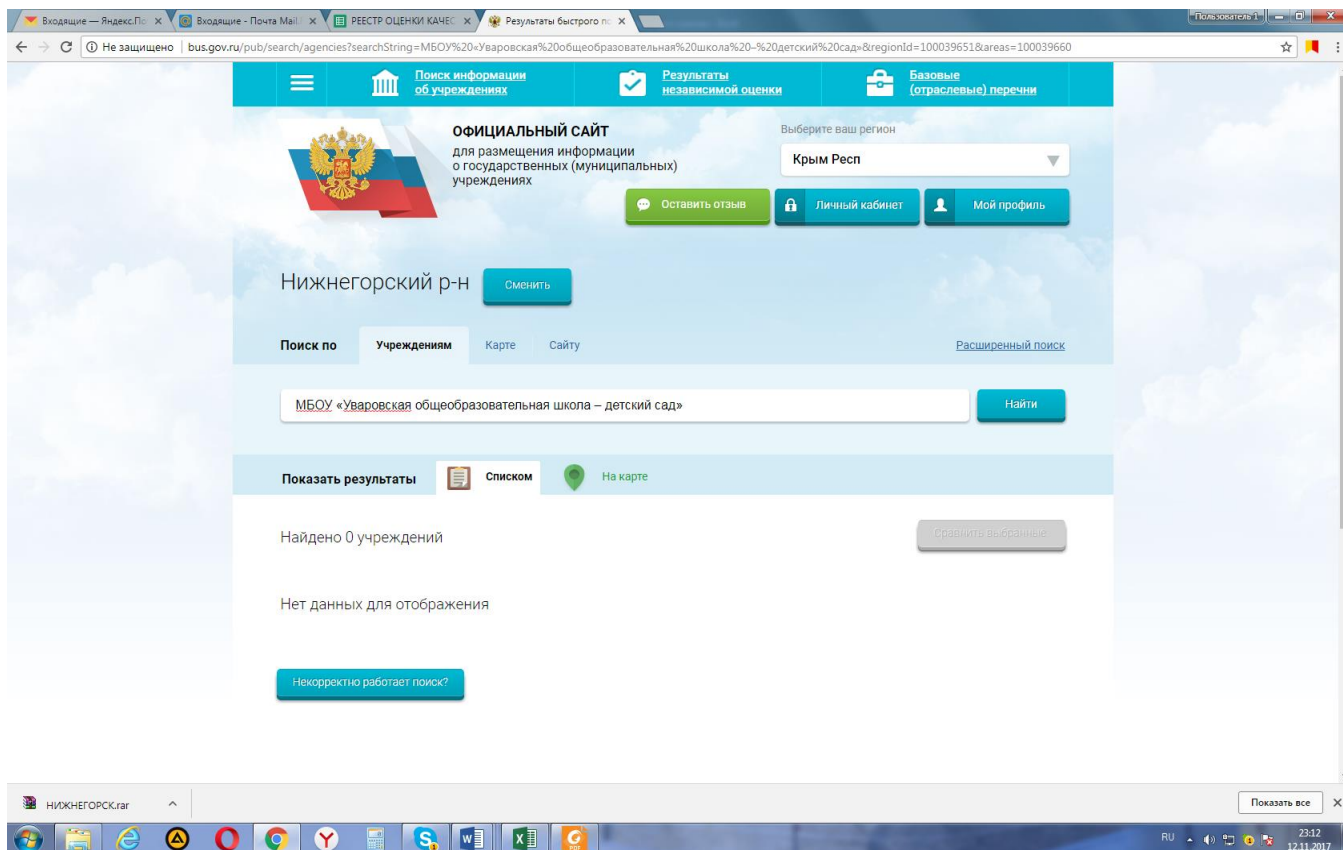 Входящие — Яндекс.По
Входящие - Почта Mail.
РЕЕСТР ОЦЕНКИ КАЧЕС
Результаты быстрого по
Пользователь 1
Не защищено
bus.gov.ru/pub/search/agencies?searchString=МБОУ%20«Уваровская%20общеобразовательная%20школа%20–%20детский%20сад»&regionId=100039651&areas=100039660
Поиск информации
об учреждениях
Результаты
независимой оценки
Базовые
(отраслевые) перечни
ОФИЦИАЛЬНЫЙ САЙТ
для размещения информации
о государственных (муниципальных)
учреждениях
Выберите ваш регион
Крым Респ
Оставить отзыв
Личный кабинет
Мой профиль
Нижнегорский р-н
Сменить
Поиск по
Учреждениям
Карте
Сайту
Расширенный поиск
МБОУ «Уваровская общеобразовательная школа – детский сад»
Найти
Показать результаты
Списком
На карте
Найдено 0 учреждений
Сравнить выбранные
Нет данных для отображения
Некорректно работает поиск?
НИЖНЕГОРСК.rar
Показать все
RU
23:12
12.11.2017